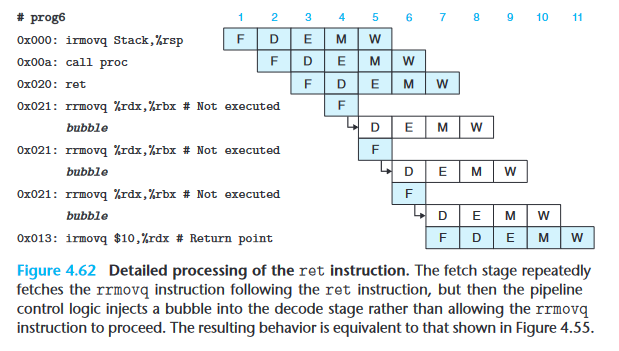 # prog6 1 2 3 4 5 6 7 8 9 10 11
0x000: irmovq Stack,%rsp F D E M W
0x00a: call proc F D E M W
0x020: ret F D E M W
0x021: rrmovq %rdx,%rbx # Not executed F
bubble D E M W
0x021: rrmovq %rdx,%rbx # Not executed F
bubble D E M W
0x021: rrmovq %rdx,%rbx # Not executed F
bubble D E M W
0x013: irmovq $10,%rdx # Return point F D E M W
Figure 4.62 Detailed processing of the ret instruction. The fetch stage repeatedly
fetches the rrmovq instruction following the ret instruction, but then the pipeline
control logic injects a bubble into the decode stage rather than allowing the rrmovq
instruction to proceed. The resulting behavior is equivalent to that shown in Figure 4.55.